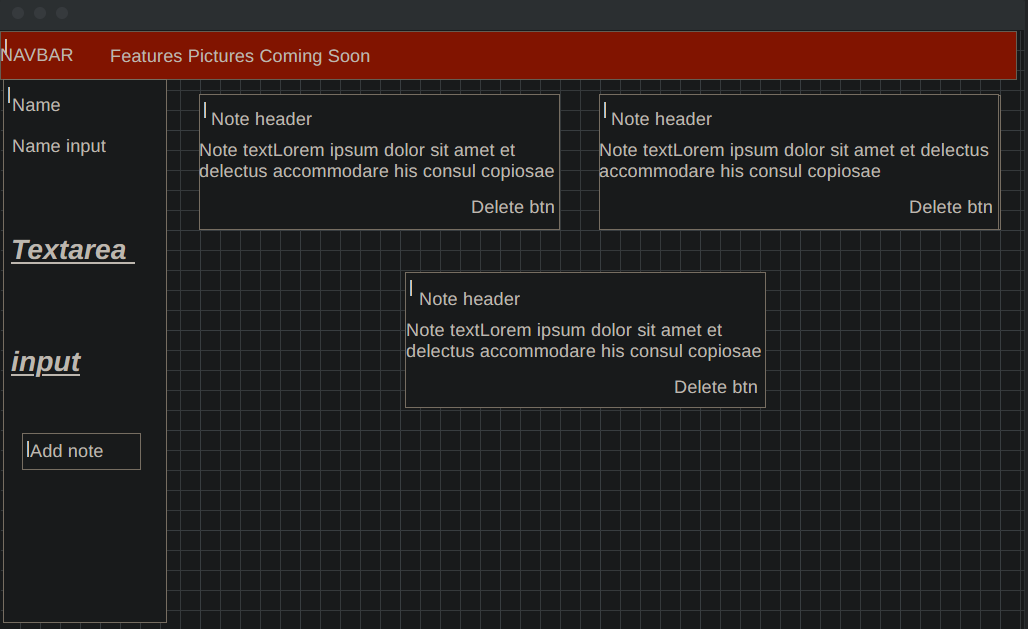 NAVBAR
Features Pictures Coming Soon
Name
Name input
Textarea
input
Add note
Note header
Note textLorem ipsum dolor sit amet et
delectus accommodare his consul copiosae
Delete btn
Note header
Note textLorem ipsum dolor sit amet et delectus
accommodare his consul copiosae
Delete btn
Note header
Note textLorem ipsum dolor sit amet et
delectus accommodare his consul copiosae
Delete btn